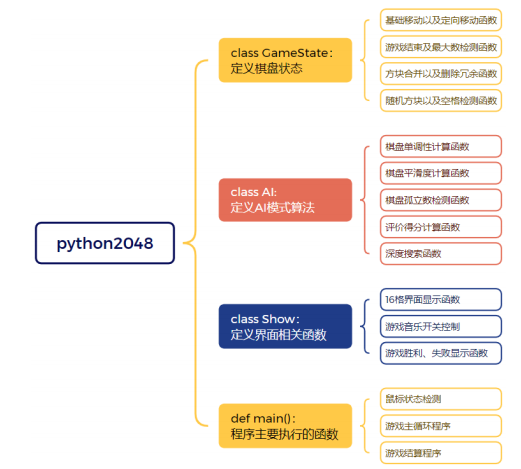 python2048
class GameState：
定义棋盘状态
基础移动以及定向移动函数
游戏结束及最大数检测函数
方块合并以及删除冗余函数
随机方块以及空格检测函数
class AI:
定义AI模式算法
棋盘单调性计算函数
棋盘平滑度计算函数
棋盘孤立数检测函数
评价得分计算函数
深度搜索函数
class Show：
定义界面相关函数
16格界面显示函数
游戏音乐开关控制
游戏胜利、失败显示函数
def main()：
程序主要执行的函数
鼠标状态检测
游戏主循环程序
游戏结算程序